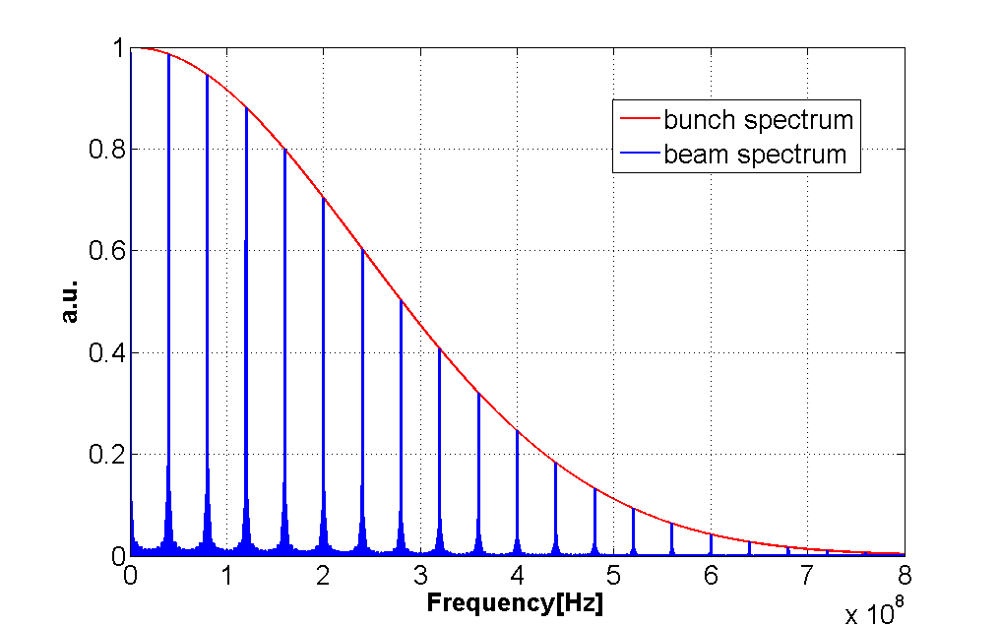 1
0.8
0.6
0.4
0.2
0
a.u.
bunch spectrum
beam spectrum
0 1 2 3 4 5 6 7 8
Frequency[Hz]
x 10^8